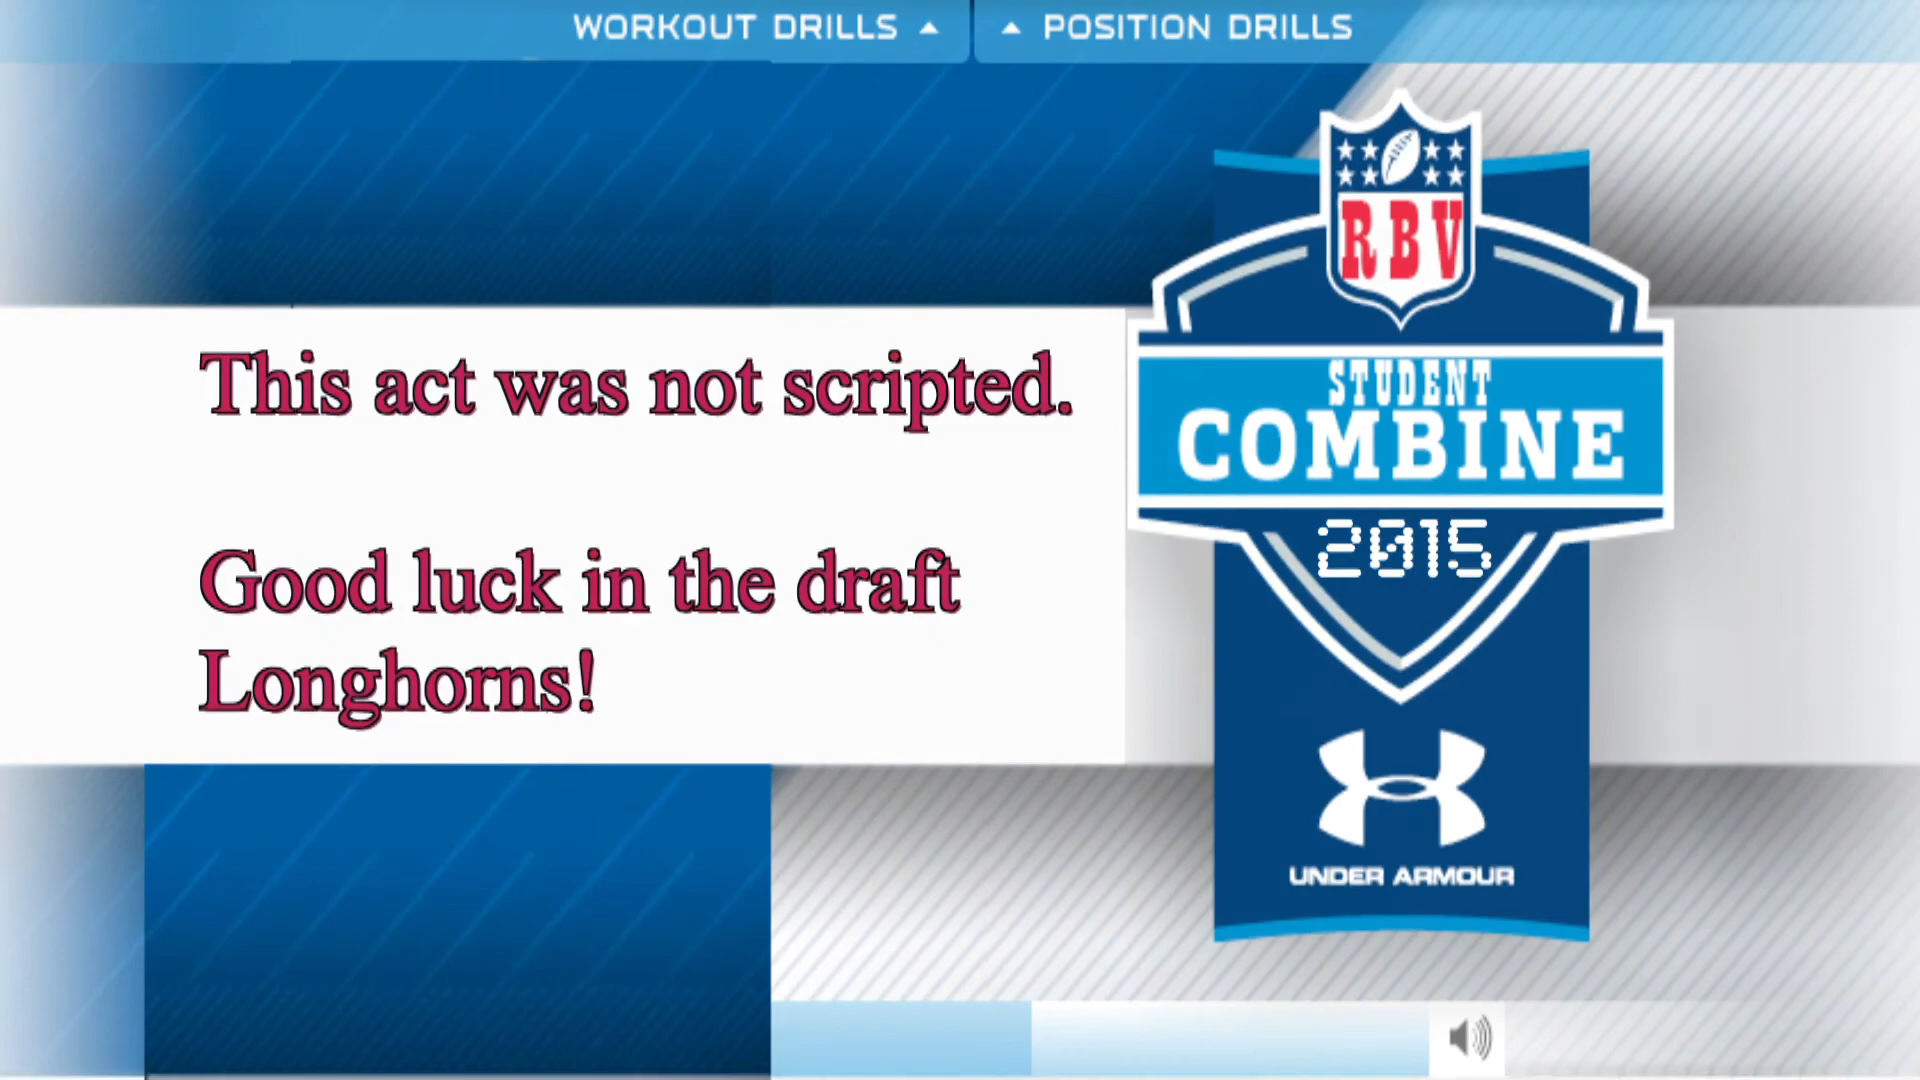 WORKOUT DRILLS
POSITION DRILLS
RBV
This act was not scripted.
STUDENT
COMBINE
2015
Good luck in the draft
Longhorns!
UNDER ARMOUR